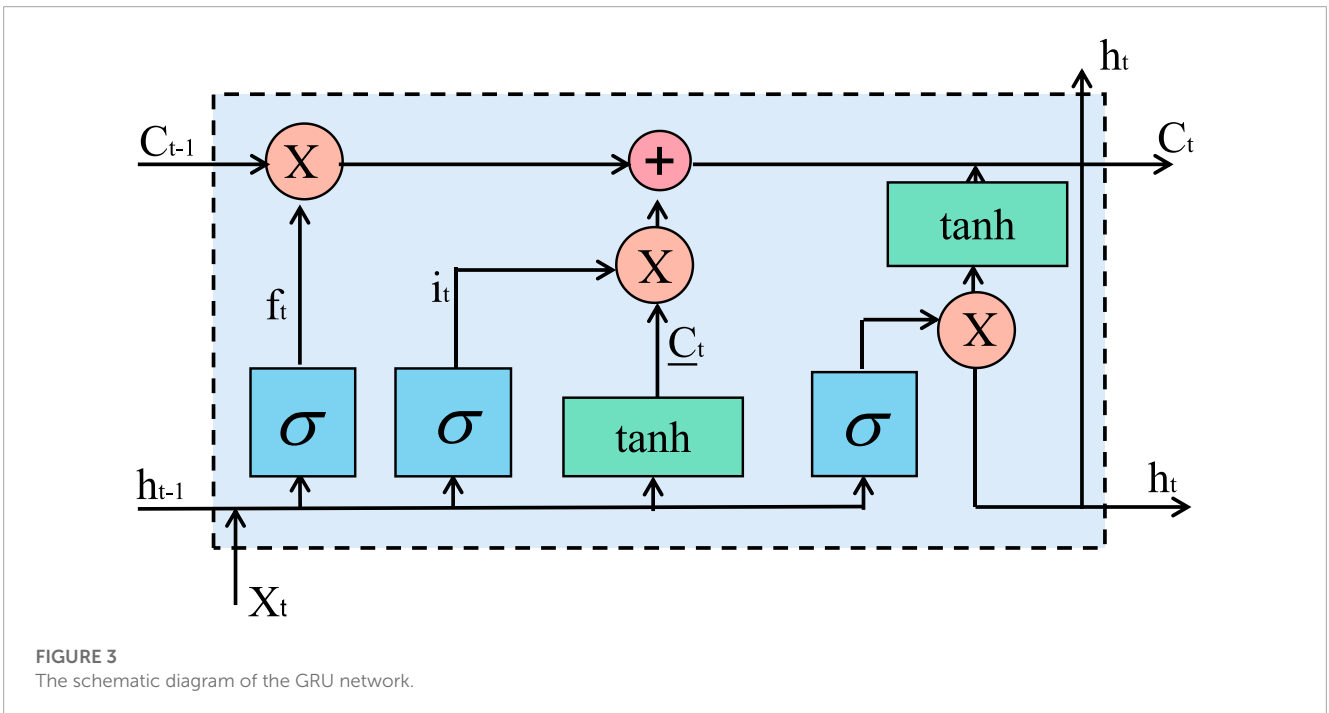 hₜ
Cₜ₋₁
X
+
Cₜ
tanh
iₜ
X
fₜ
X
C̲ₜ
σ
σ
tanh
σ
hₜ₋₁
hₜ
Xₜ
FIGURE 3
The schematic diagram of the GRU network.